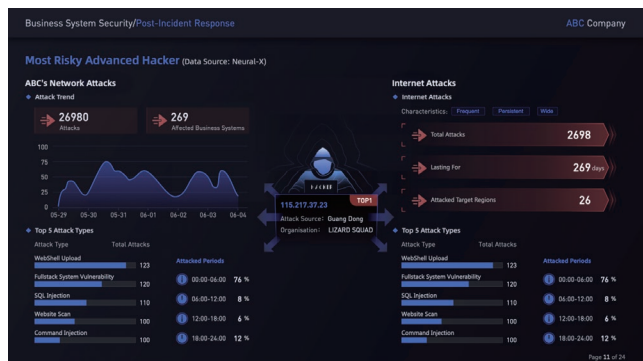 Business System Security/Post-Incident Response
ABC Company
Most Risky Advanced Hacker (Data Source: Neural-X)
ABC's Network Attacks
Attack Trend
26980
Attacks
269
Affected Business Systems
100
75
50
25
0
05-29 05-30 05-31 06-01 06-02 06-03 06-04
Top 5 Attack Types
Attack Type Total Attacks
WebShell Upload
123
Fullstack System Vulnerability
120
SQL Injection
110
Website Scan
100
Command Injection
100
Attacked Periods
00:00-06:00 76 %
06:00-12:00 8 %
12:00-18:00 6 %
18:00-24:00 12 %
HACKER
TOP1
115.217.37.23
Attack Source: Guang Dong
Organisation: LIZARD SQUAD
Internet Attacks
Internet Attacks
Characteristics: Frequent Persistent Wide
Total Attacks 2698
Lasting For 269 days
Attacked Target Regions 26
Top 5 Attack Types
Attack Type Total Attacks
WebShell Upload
123
Fullstack System Vulnerability
120
SQL Injection
110
Website Scan
100
Command Injection
100
Attacked Periods
00:00-06:00 76 %
06:00-12:00 8 %
12:00-18:00 6 %
18:00-24:00 12 %
Page 11 of 24